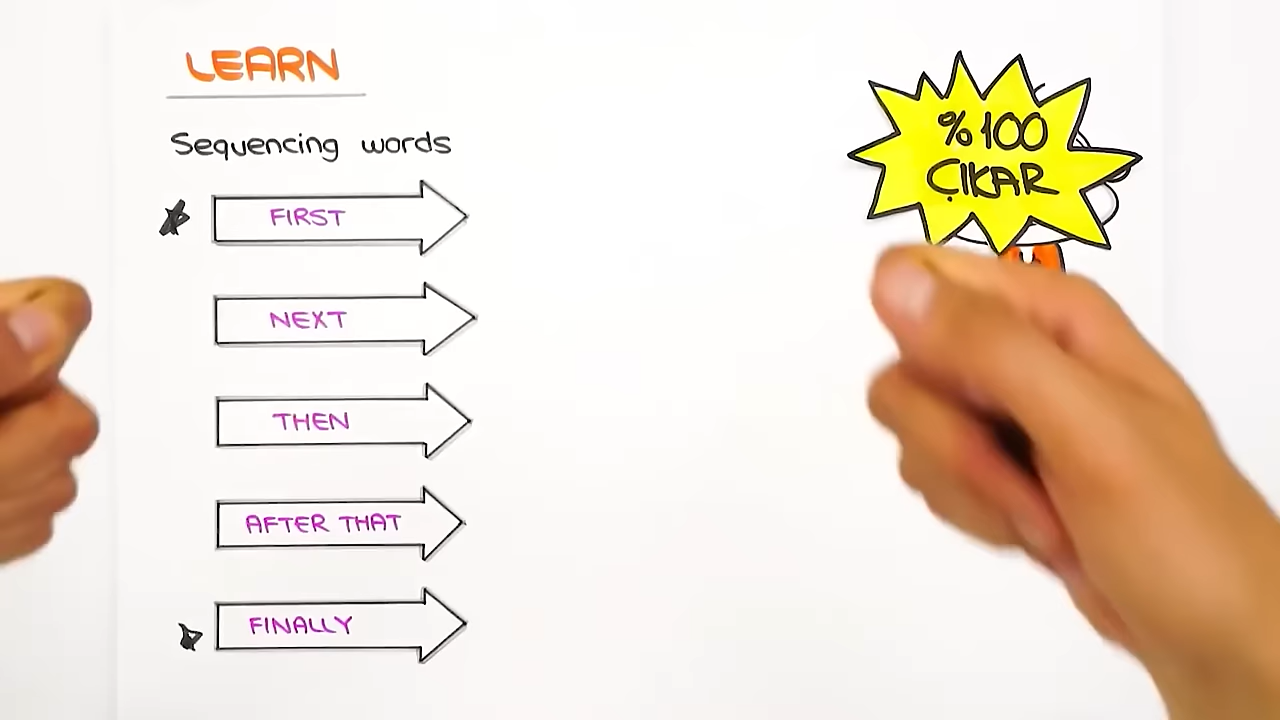 LEARN
Sequencing words
FIRST
NEXT
THEN
AFTER THAT
FINALLY
%100
ÇIKAR